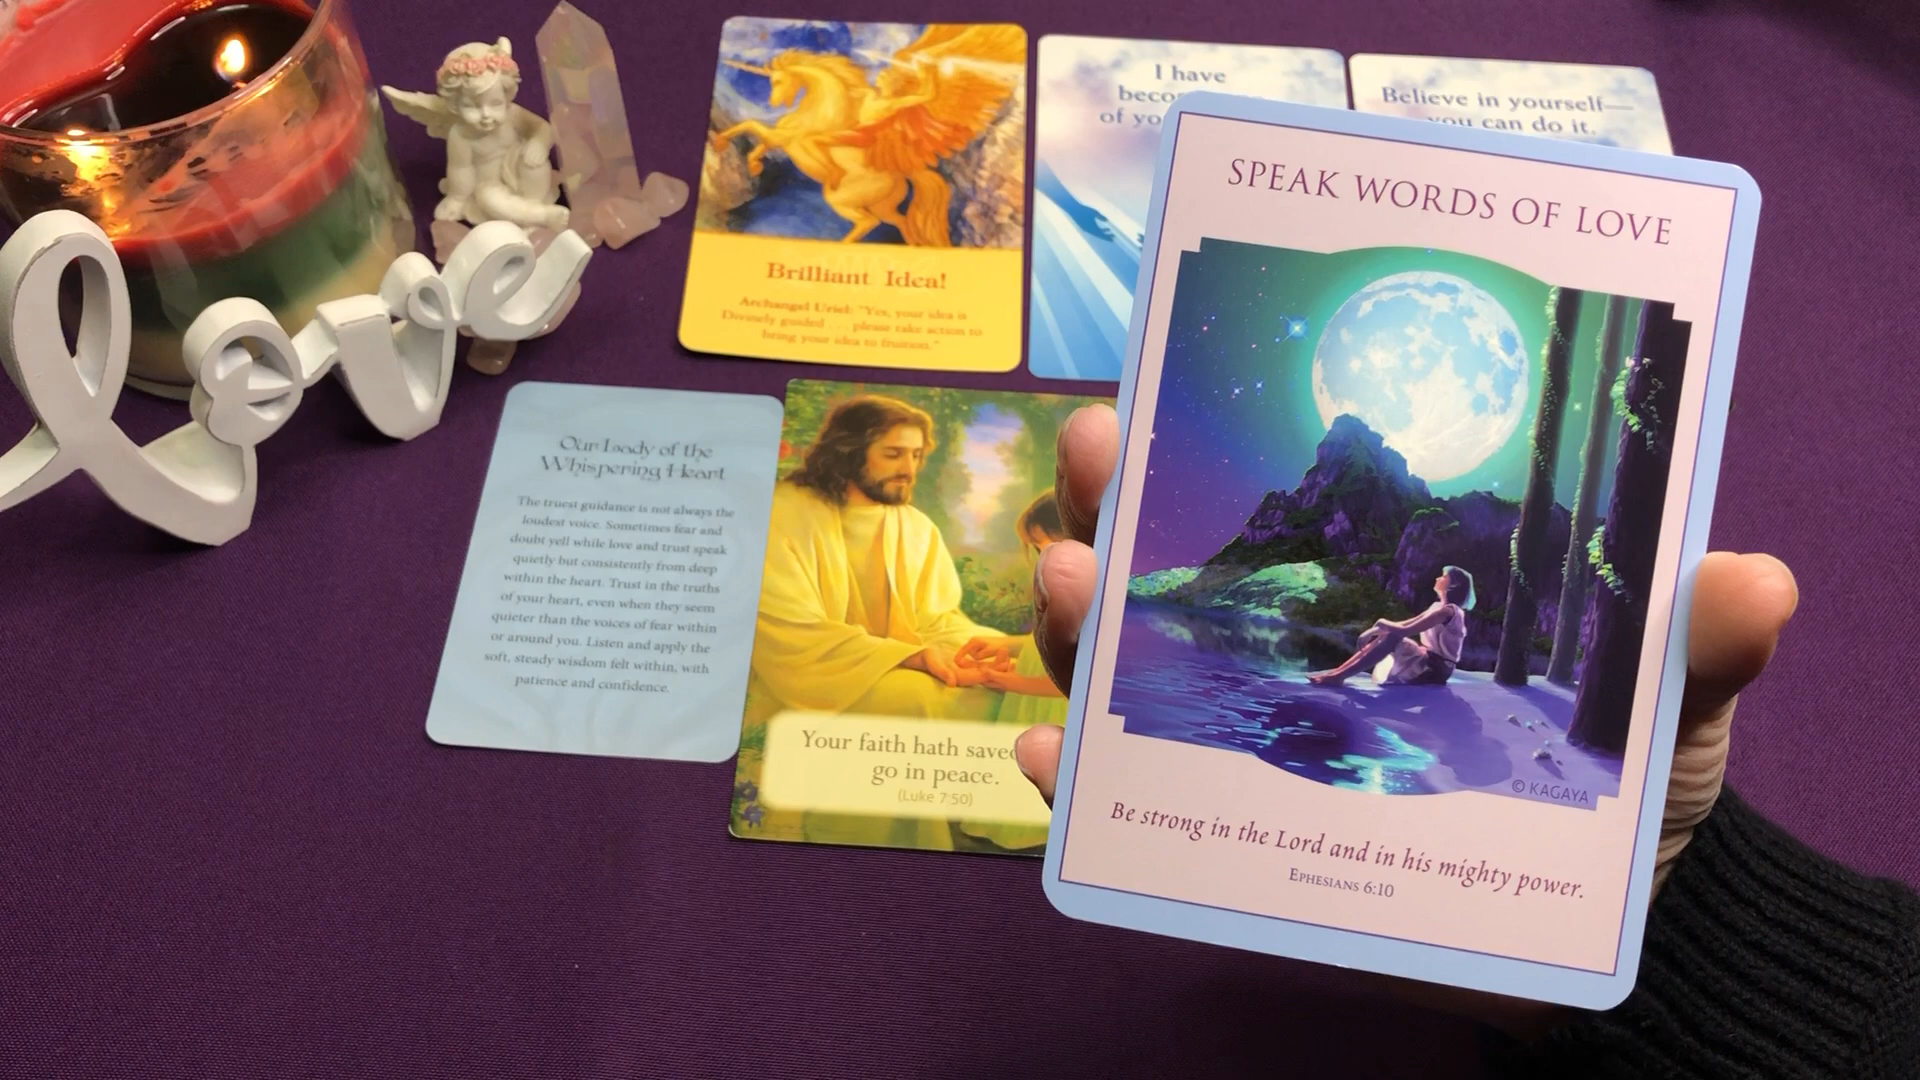 love
Brilliant Idea!
Archangel Uriel: "Yes, your idea is
Divinely guided . . . please take action to
bring your idea to fruition."
I have
of
Believe in yourself—
you can do it.
SPEAK WORDS OF LOVE
© KAGAYA
Be strong in the Lord and in his mighty power.
EPHESIANS 6:10
Our Lady of the
Whispering Heart
The truest guidance is not always the
loudest voice. Sometimes fear and
doubt yell while love and trust speak
quietly but consistently from deep
within the heart. Trust in the truths
of your heart, even when they seem
quieter than the voices of fear within
or around you. Listen and apply the
soft, steady wisdom felt within, with
patience and confidence.
Your faith hath saved
go in peace.
(Luke 7:50)